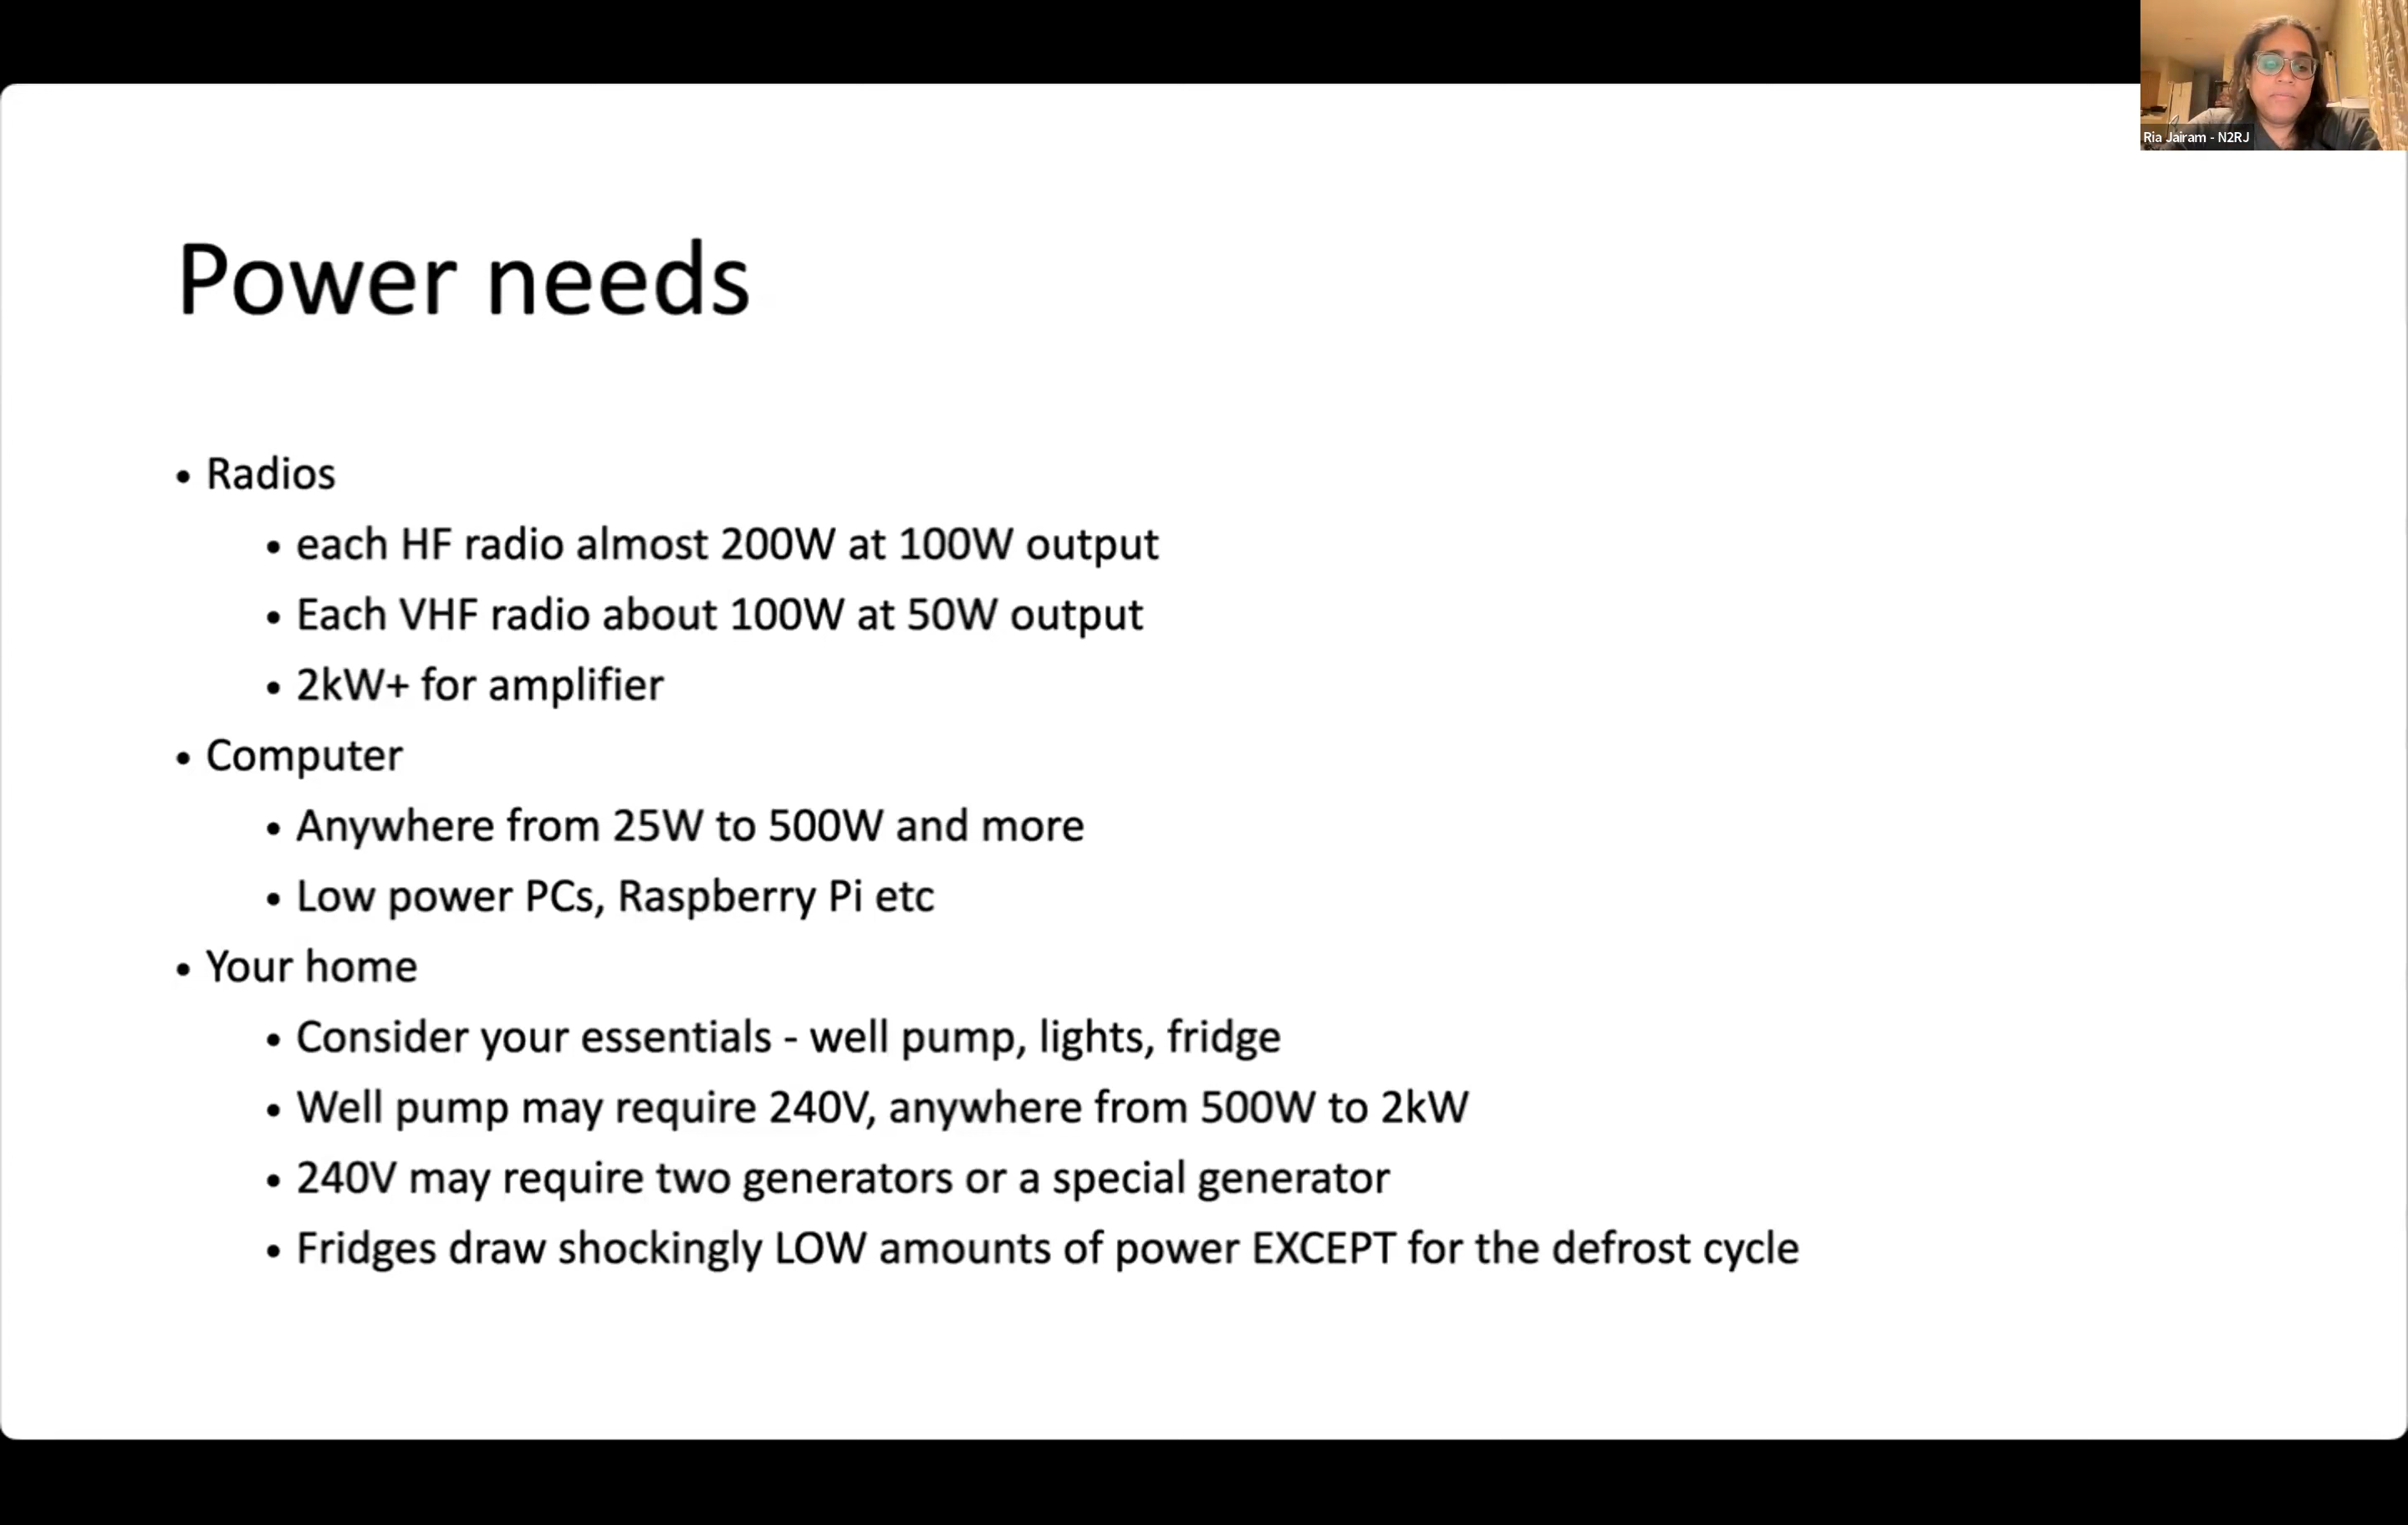 Ria Jairam - N2RJ
Power needs
• Radios
• each HF radio almost 200W at 100W output
• Each VHF radio about 100W at 50W output
• 2kW+ for amplifier
• Computer
• Anywhere from 25W to 500W and more
• Low power PCs, Raspberry Pi etc
• Your home
• Consider your essentials - well pump, lights, fridge
• Well pump may require 240V, anywhere from 500W to 2kW
• 240V may require two generators or a special generator
• Fridges draw shockingly LOW amounts of power EXCEPT for the defrost cycle